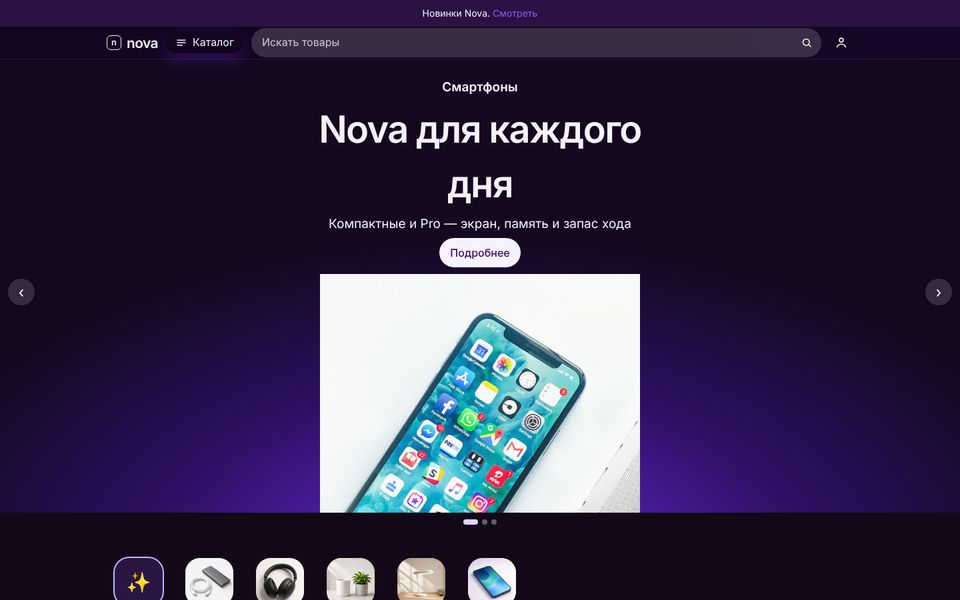 Новинки Nova. Смотреть
n nova
Каталог
Искать товары
Смартфоны
Nova для каждого
дня
Компактные и Pro — экран, память и запас хода
Подробнее